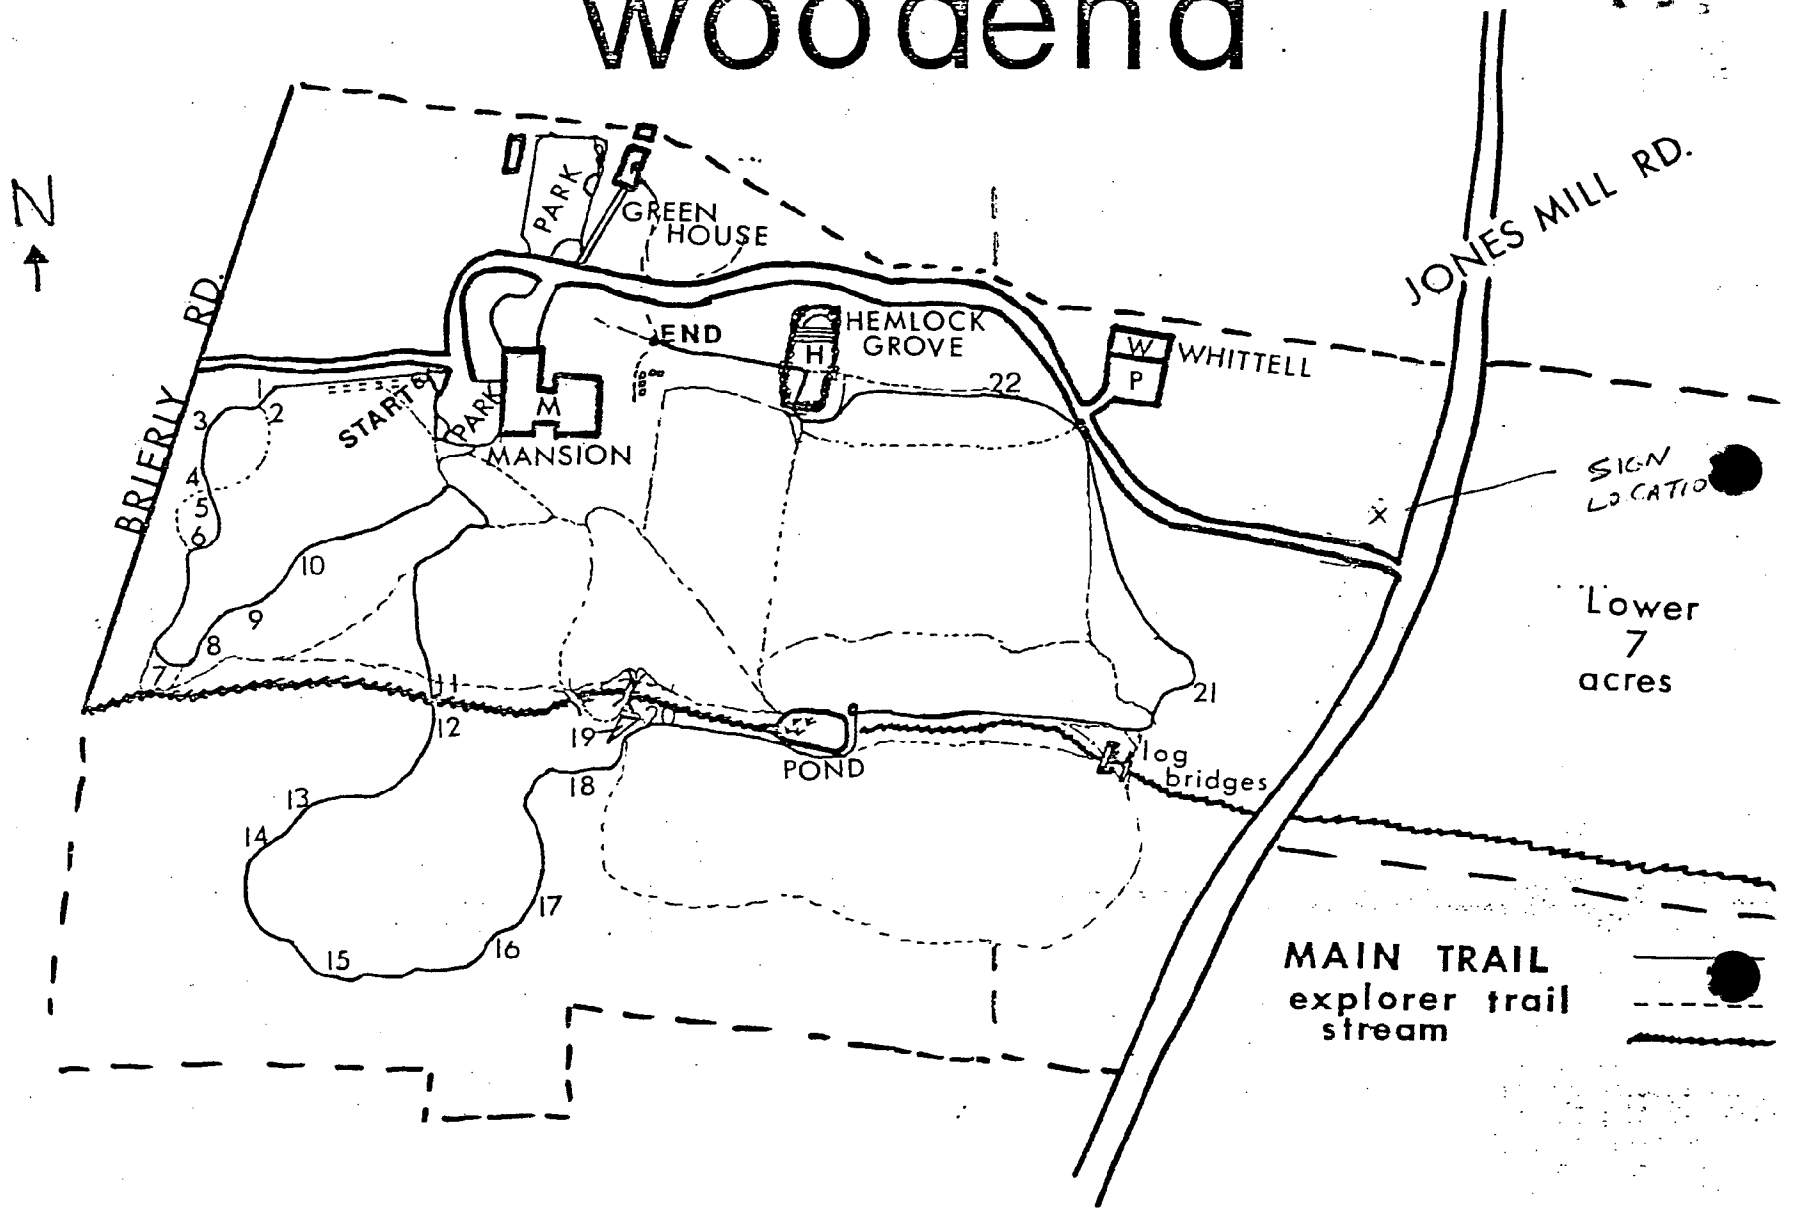 Woodend
N
JONES MILL RD.
PARK
GREEN
HOUSE
BRIERLY RD.
END
HEMLOCK
GROVE
H
W
P
WHITTELL
22
1
2
3
START
PARK
M
MANSION
4
5
6
SIGN
LOCATIO
10
Lower
7
acres
9
8
7
11
12
20
19
21
POND
log
bridges
18
13
14
17
16
15
MAIN TRAIL
explorer trail
stream